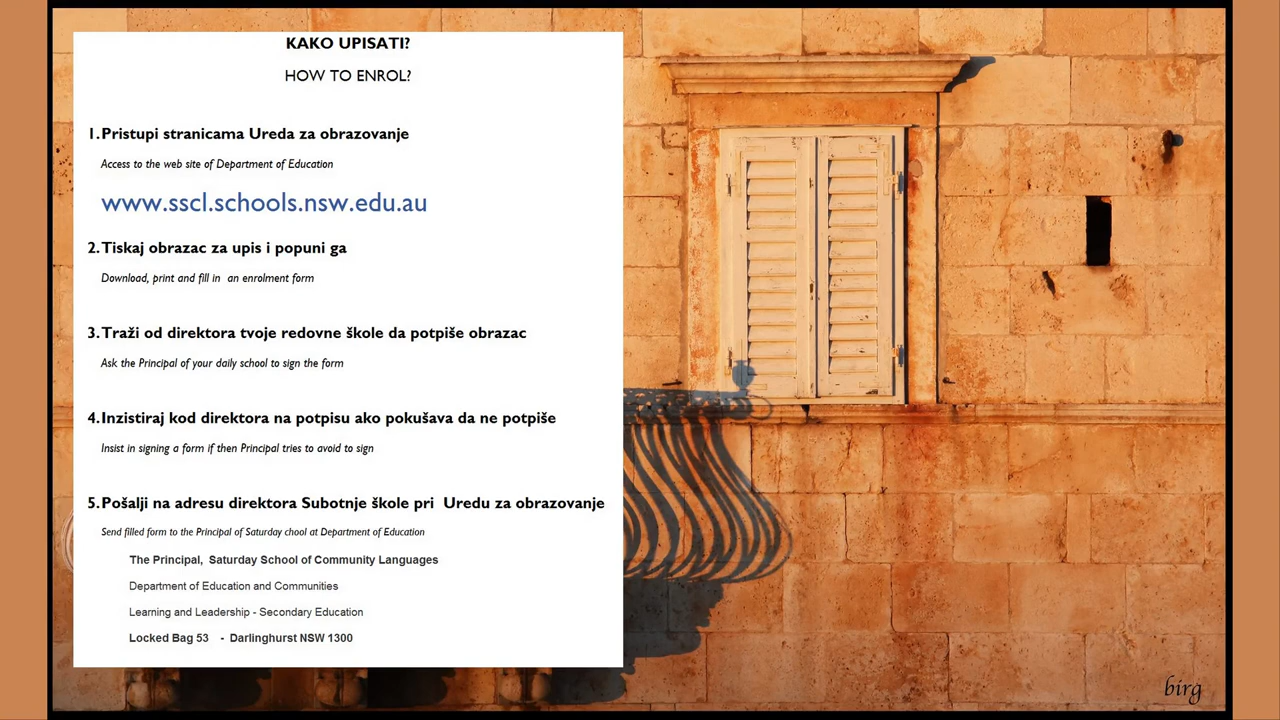 KAKO UPISATI?
HOW TO ENROL?
1. Pristupi stranicama Ureda za obrazovanje
Access to the web site of Department of Education
www.sscl.schools.nsw.edu.au
2. Tiskaj obrazac za upis i popuni ga
Download, print and fill in an enrolment form
3. Traži od direktora tvoje redovne škole da potpiše obrazac
Ask the Principal of your daily school to sign the form
4. Inzistiraj kod direktora na potpisu ako pokušava da ne potpiše
Insist in signing a form if then Principal tries to avoid to sign
5. Pošalji na adresu direktora Subotnje škole pri Uredu za obrazovanje
Send filled form to the Principal of Saturday chool at Department of Education
The Principal, Saturday School of Community Languages
Department of Education and Communities
Learning and Leadership - Secondary Education
Locked Bag 53 - Darlinghurst NSW 1300
birg